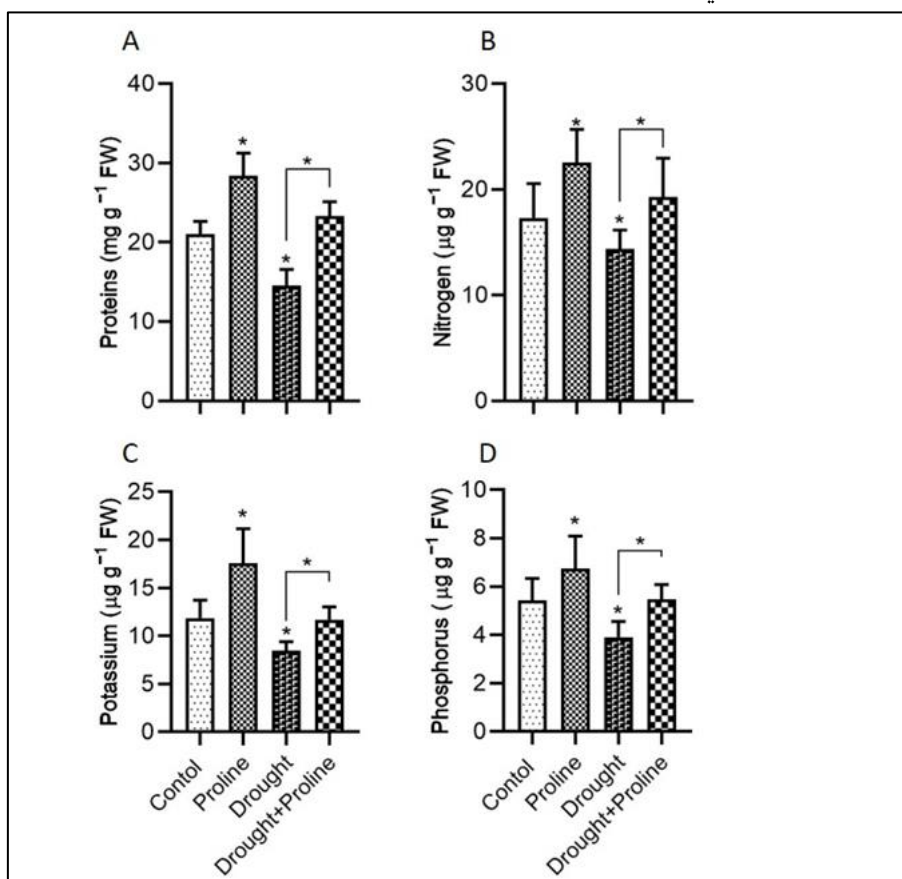 A
Proteins (mg g⁻¹ FW)
40
30
20
10
0
*
*
*
B
Nitrogen (μg g⁻¹ FW)
30
20
10
0
*
*
*
C
Potassium (μg g⁻¹ FW)
25
20
15
10
5
0
*
*
*
Contol
Proline
Drought
Drought+Proline
D
Phosphorus ( μg g⁻¹ FW)
10
8
6
4
2
0
*
*
*
Contol
Proline
Drought
Drought+Proline